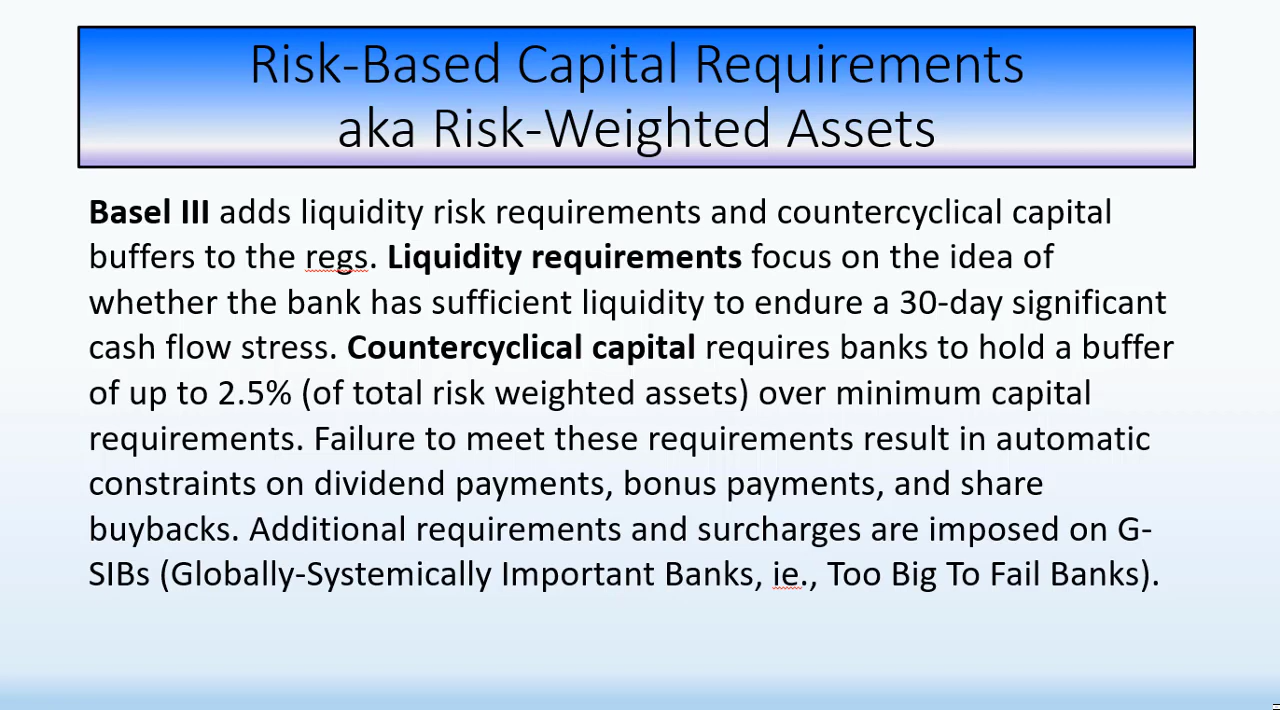 Risk-Based Capital Requirements
aka Risk-Weighted Assets
Basel III adds liquidity risk requirements and countercyclical capital
buffers to the regs. Liquidity requirements focus on the idea of
whether the bank has sufficient liquidity to endure a 30-day significant
cash flow stress. Countercyclical capital requires banks to hold a buffer
of up to 2.5% (of total risk weighted assets) over minimum capital
requirements. Failure to meet these requirements result in automatic
constraints on dividend payments, bonus payments, and share
buybacks. Additional requirements and surcharges are imposed on G-
SIBs (Globally-Systemically Important Banks, ie., Too Big To Fail Banks).